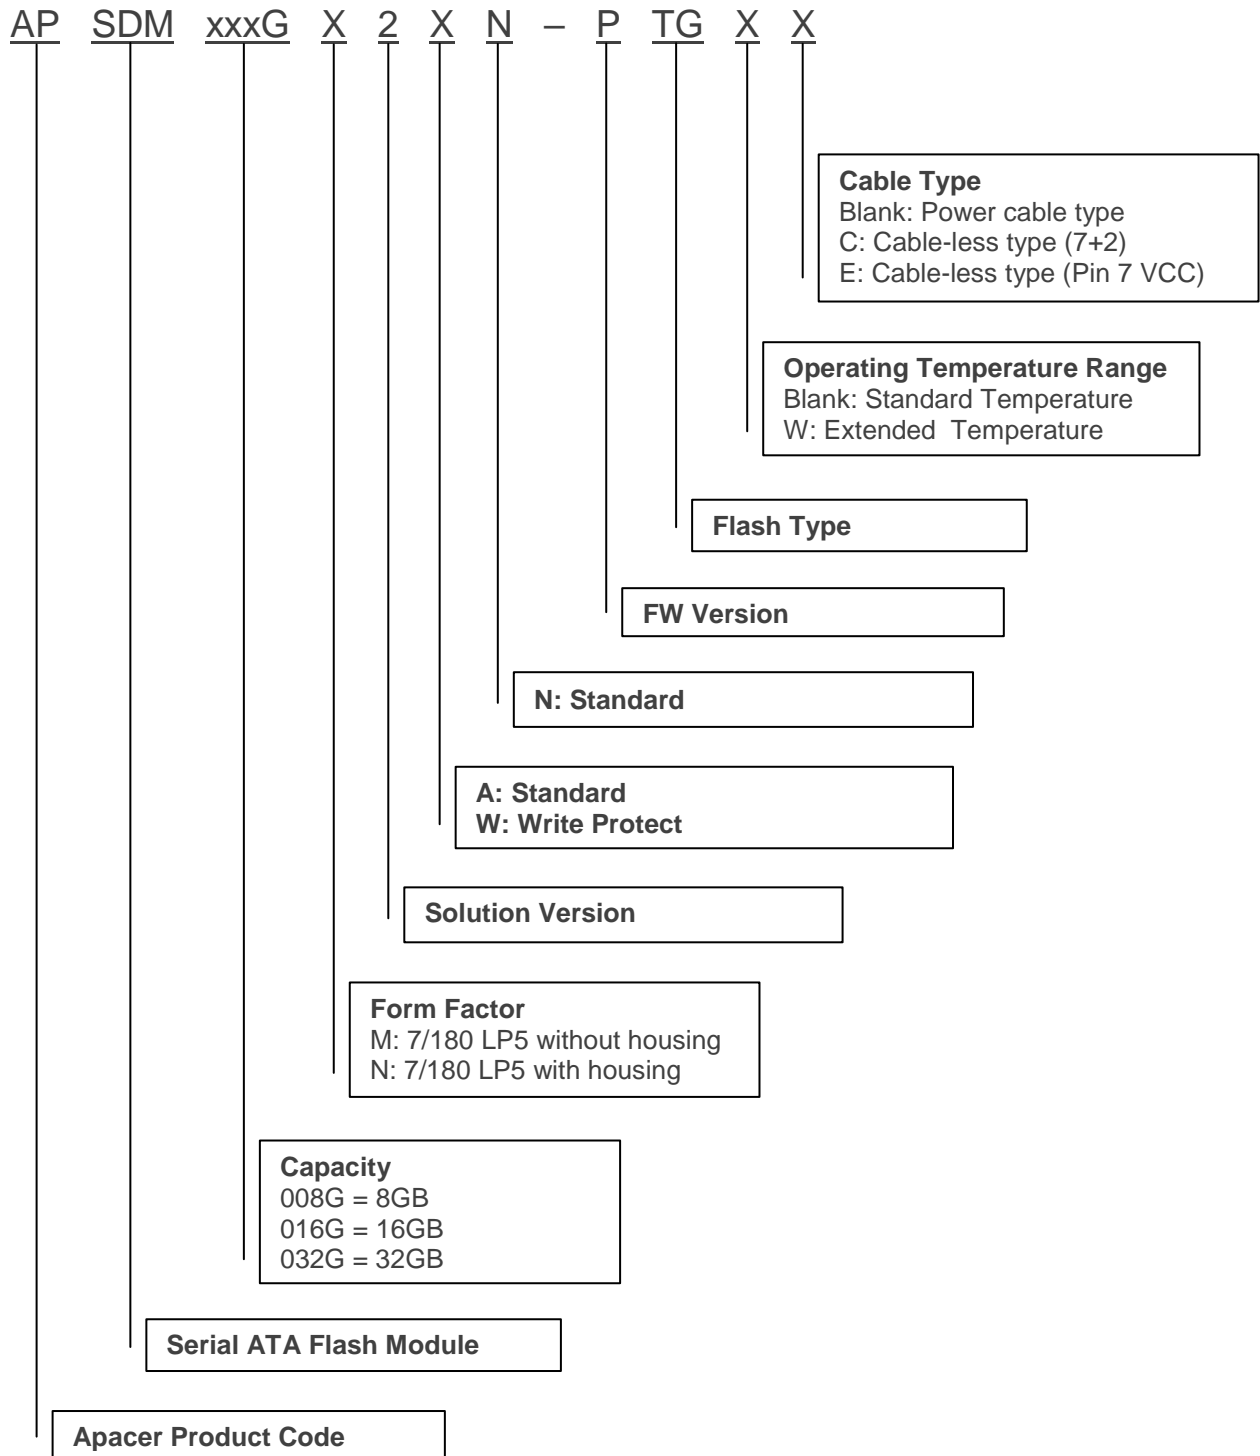 AP SDM xxxG X 2 X N – P TG X X
Cable Type
Blank: Power cable type
C: Cable-less type (7+2)
E: Cable-less type (Pin 7 VCC)
Operating Temperature Range
Blank: Standard Temperature
W: Extended Temperature
Flash Type
FW Version
N: Standard
A: Standard
W: Write Protect
Solution Version
Form Factor
M: 7/180 LP5 without housing
N: 7/180 LP5 with housing
Capacity
008G = 8GB
016G = 16GB
032G = 32GB
Serial ATA Flash Module
Apacer Product Code